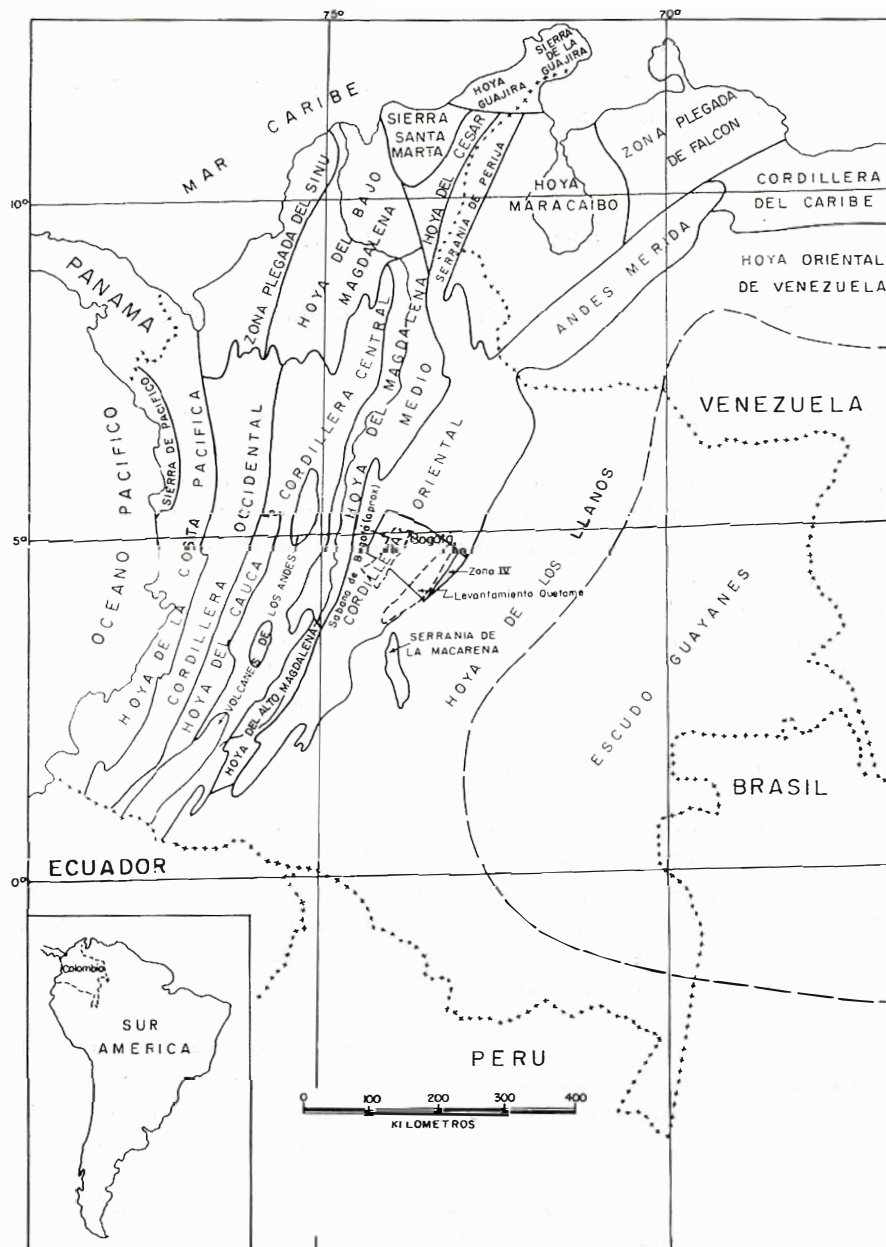 75°
70°
SIERRA
DE LA
GUAJIRA
HOYA
GUAJIRA
MAR CARIBE
SIERRA
SANTA
MARTA
ZONA PLEGADA
DE FALCON
HOYA DEL CESAR
SERRANIA DE PERIJA
HOYA
MARACAIBO
CORDILLERA
DEL CARIBE
10°
ZONA PLEGADA DEL SINU
HOYA DEL BAJO
MAGDALENA
ANDES MERIDA
HOYA ORIENTAL
DE VENEZUELA
PANAMA
VENEZUELA
OCEANO PACIFICO
SIERRA DE PACIFICO
HOYA DE LA COSTA PACIFICA
CORDILLERA OCCIDENTAL
HOYA DEL CAUCA
CORDILLERA CENTRAL
VOLCANES DE LOS ANDES
HOYA DEL MAGDALENA
MEDIO
HOYA DEL ALTO MAGDALENA
CORDILLERA ORIENTAL
Sabana de Bogotá (aprox)
Bogotá
5°
Zona IV
Levantamiento Quetame
SERRANIA DE
LA MACARENA
HOYA DE LOS LLANOS
ESCUDO GUAYANES
BRASIL
ECUADOR
0°
Colombia
SUR
AMERICA
PERU
0 100 200 300 400
KILOMETROS